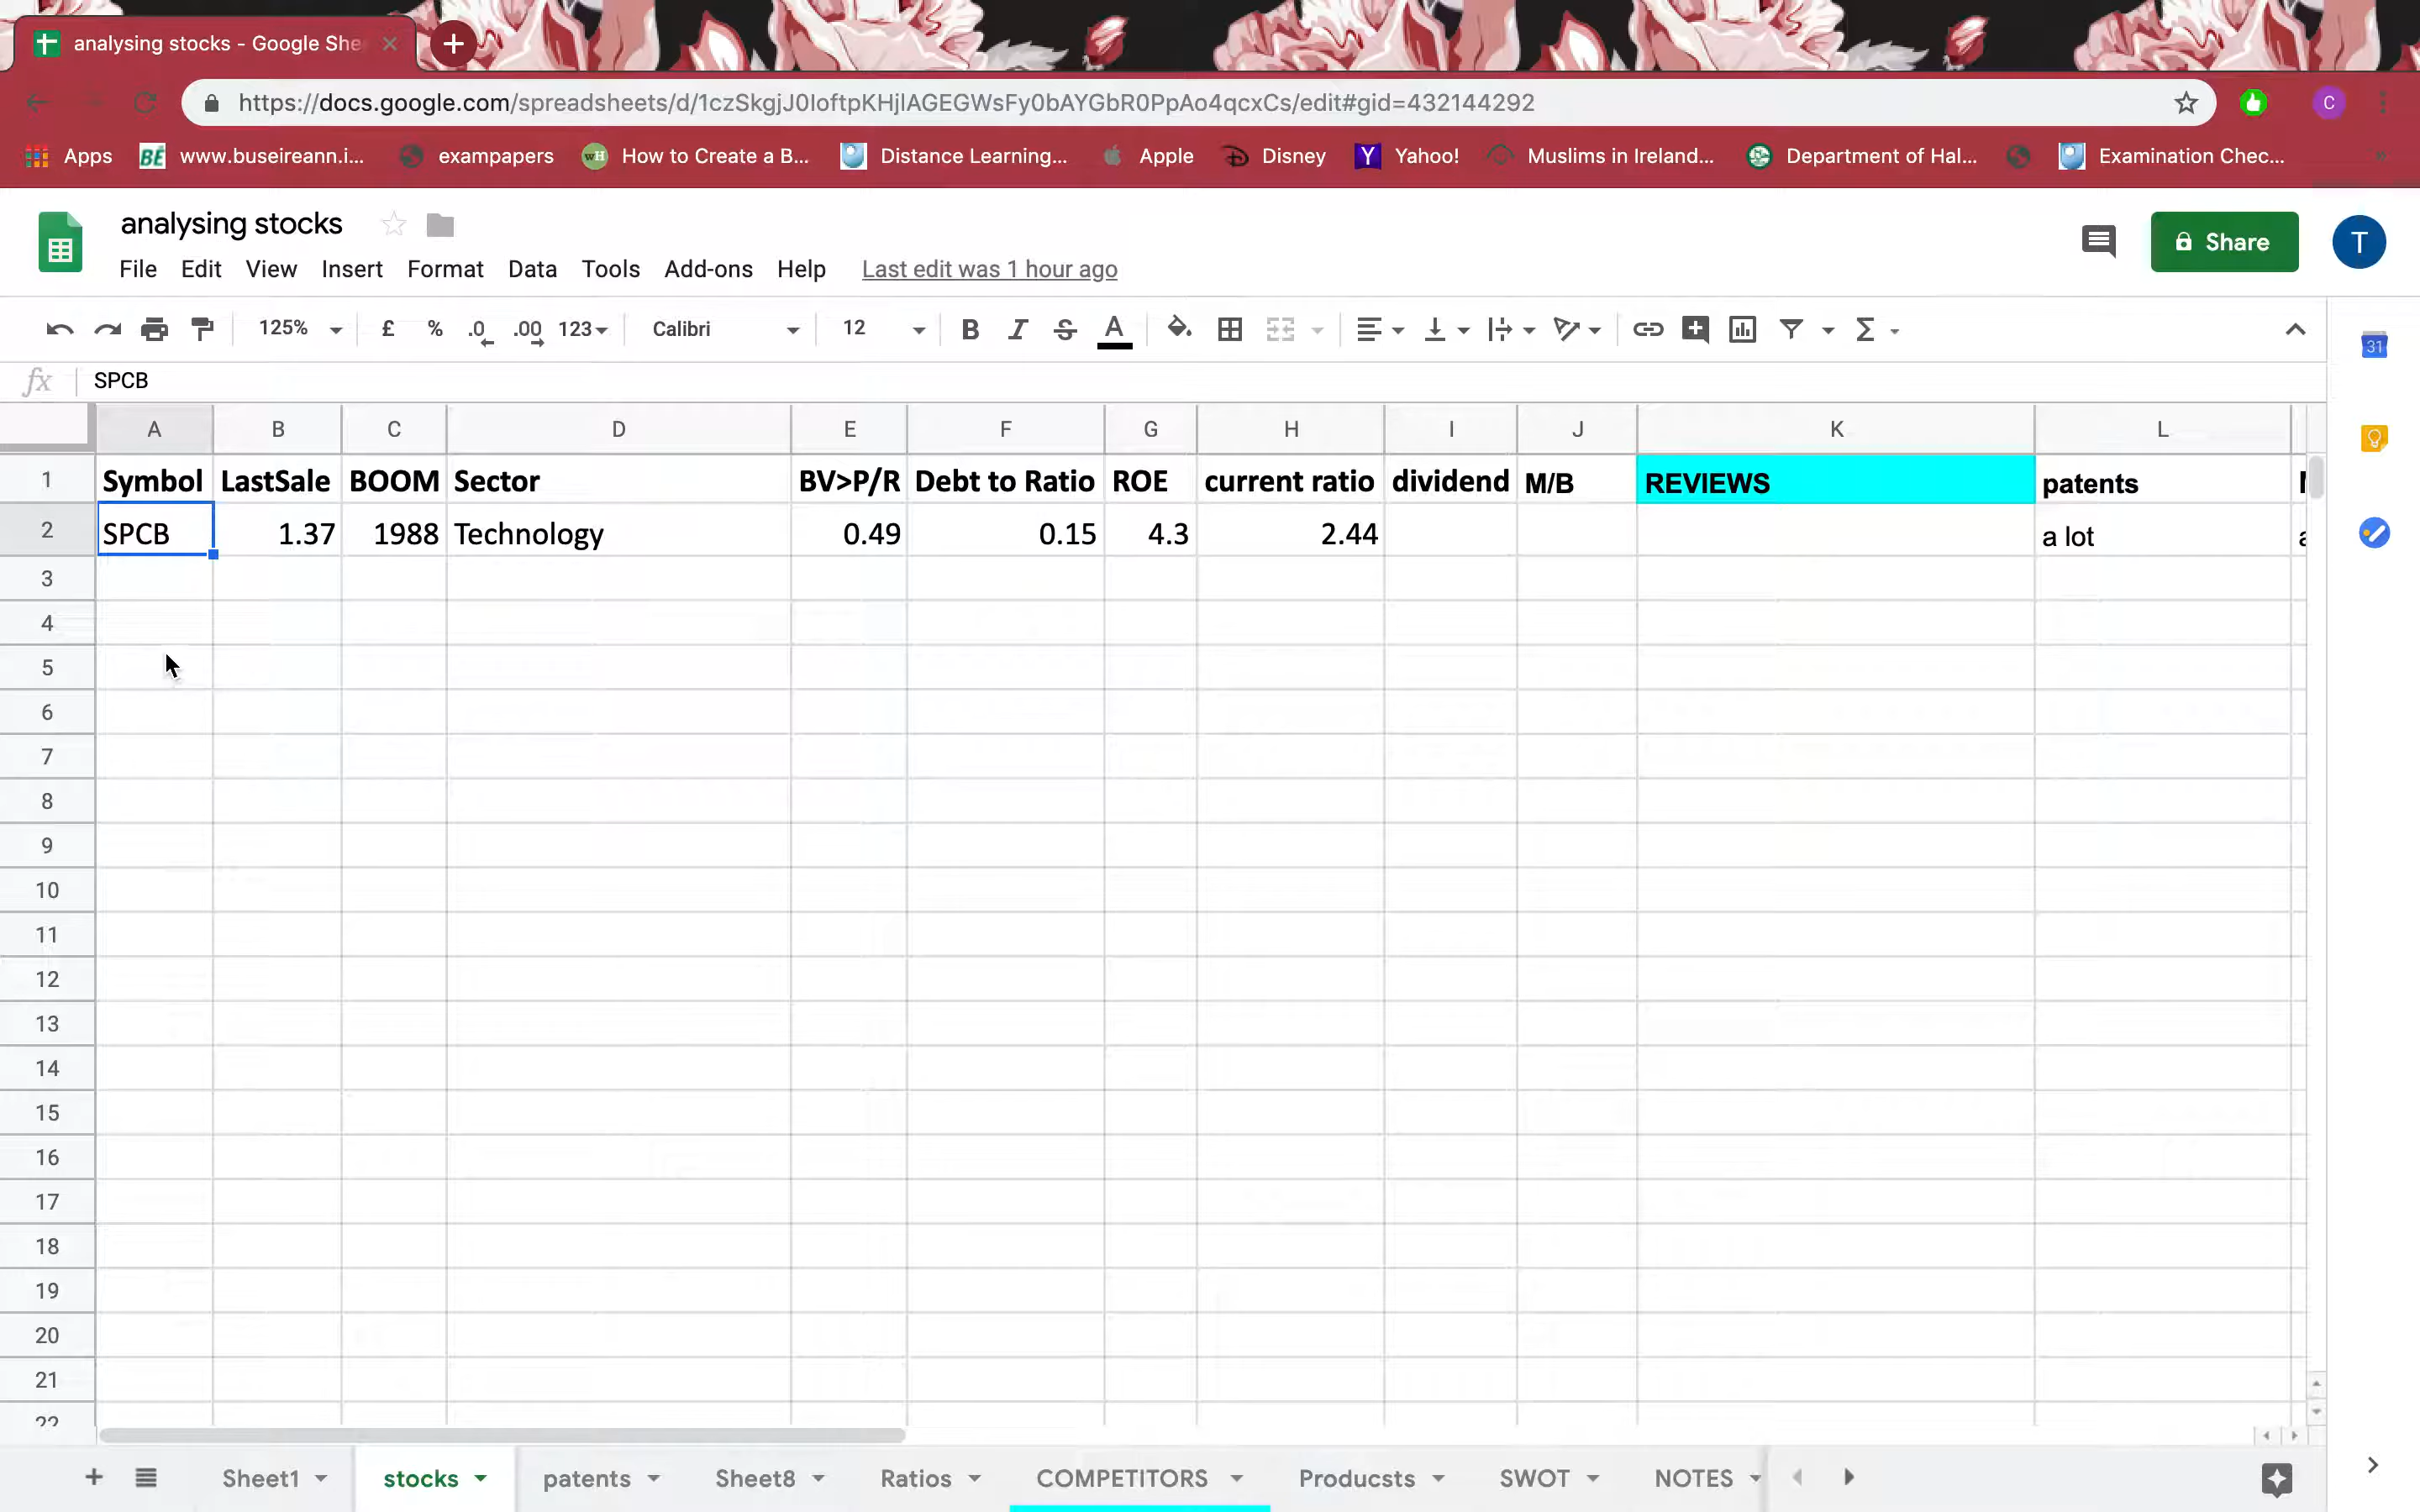 analysing stocks - Google She
https://docs.google.com/spreadsheets/d/1czSkgjJ0IoftpKHjlAGEGWsFy0bAYGbR0PpAo4qcxCs/edit#gid=432144292
C
Apps BÉ www.buseireann.i... exampapers wH How to Create a B... Distance Learning... Apple Disney Y Yahoo! Muslims in Ireland... Department of Hal... Examination Chec...
analysing stocks
Share T
File Edit View Insert Format Data Tools Add-ons Help Last edit was 1 hour ago
125% £ % .0 .00 123 Calibri 12 B I S A Σ
31
fx SPCB
A B C D E F G H I J K L
1 Symbol LastSale BOOM Sector BV>P/R Debt to Ratio ROE current ratio dividend M/B REVIEWS patents
2 SPCB 1.37 1988 Technology 0.49 0.15 4.3 2.44 a lot
3
4
5
6
7
8
9
10
11
12
13
14
15
16
17
18
19
20
21
22
Sheet1 stocks patents Sheet8 Ratios COMPETITORS Producsts SWOT NOTES